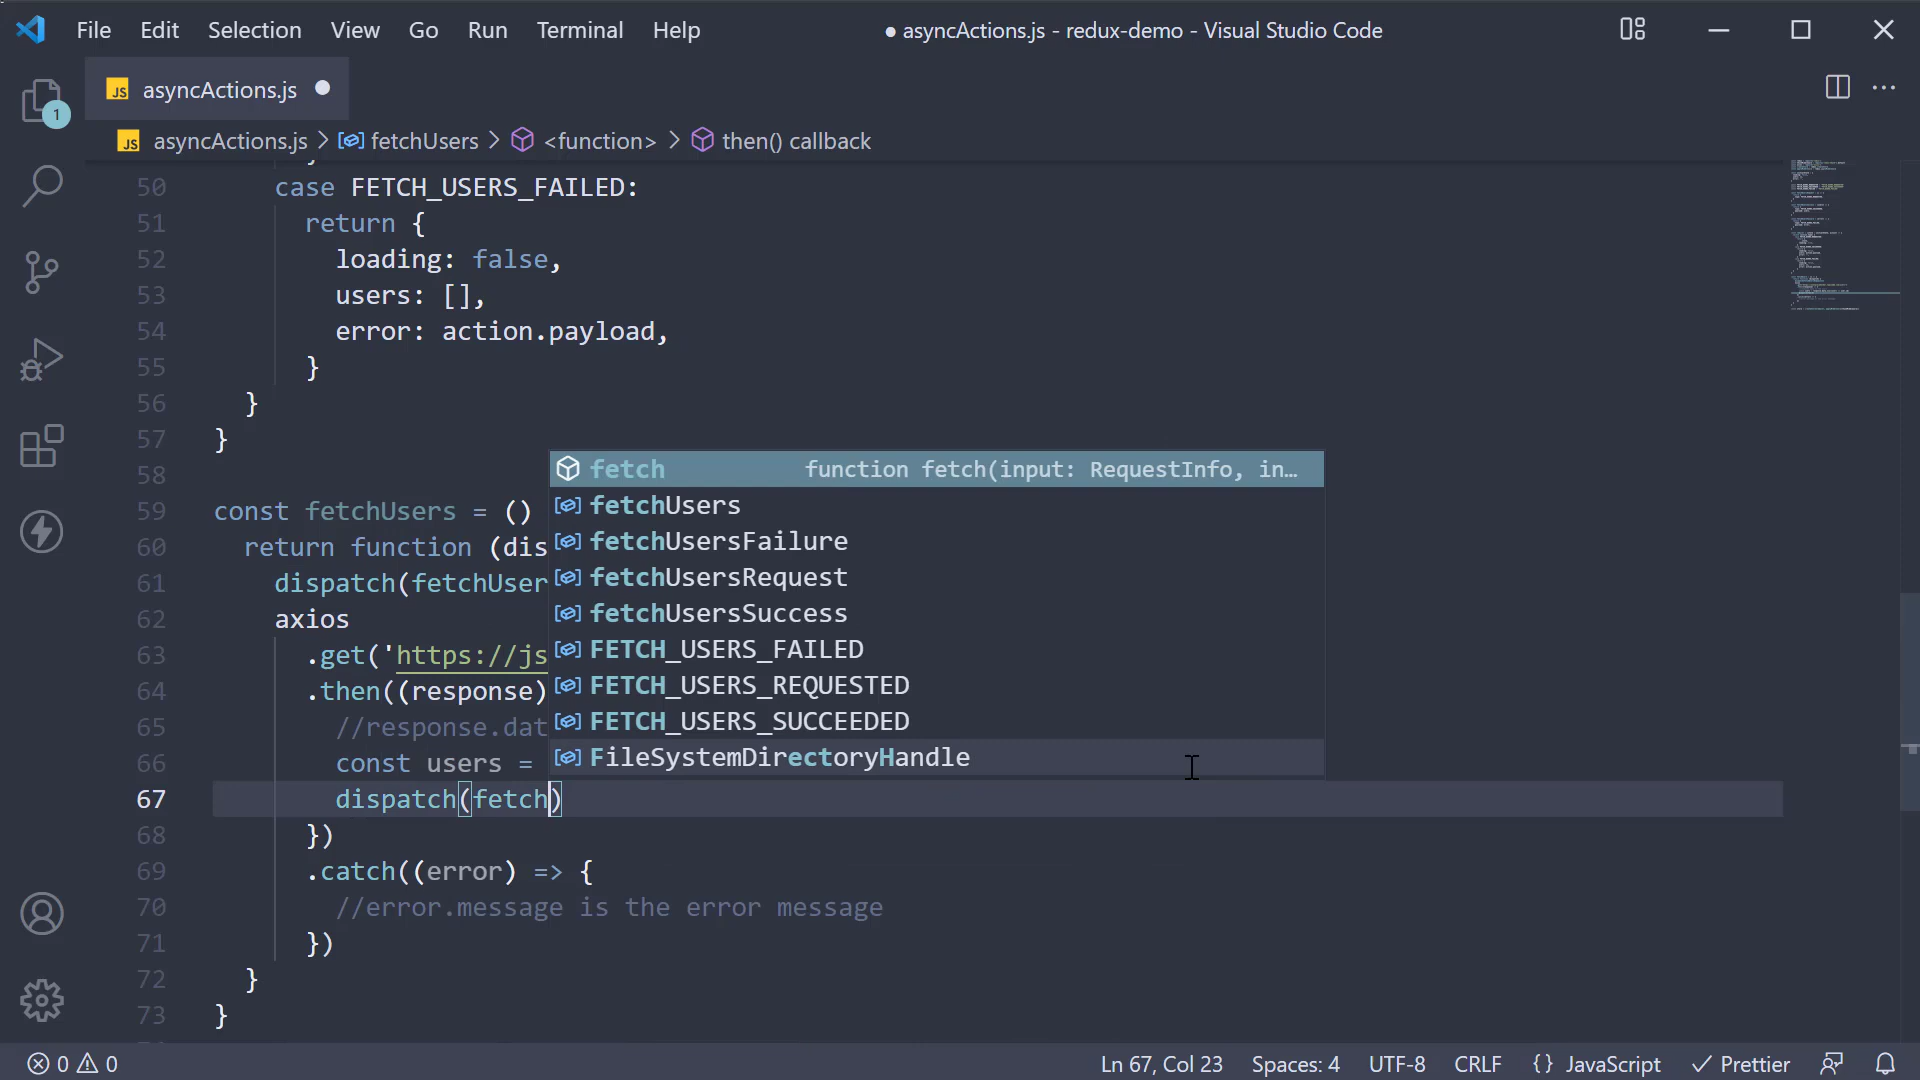 File Edit Selection View Go Run Terminal Help
● asyncActions.js - redux-demo - Visual Studio Code
1
JS asyncActions.js
JS asyncActions.js > fetchUsers > <function> > then() callback
50 case FETCH_USERS_FAILED:
51 return {
52 loading: false,
53 users: [],
54 error: action.payload,
55 }
56 }
57 }
58
fetch function fetch(input: RequestInfo, in…
fetchUsers
fetchUsersFailure
fetchUsersRequest
fetchUsersSuccess
FETCH_USERS_FAILED
FETCH_USERS_REQUESTED
FETCH_USERS_SUCCEEDED
FileSystemDirectoryHandle
59 const fetchUsers = ()
60 return function (dis
61 dispatch(fetchUser
62 axios
63 .get('https://js
64 .then((response)
65 //response.dat
66 const users =
67 dispatch(fetch)
68 })
69 .catch((error) => {
70 //error.message is the error message
71 })
72 }
73 }
0 0 Ln 67, Col 23 Spaces: 4 UTF-8 CRLF {} JavaScript Prettier